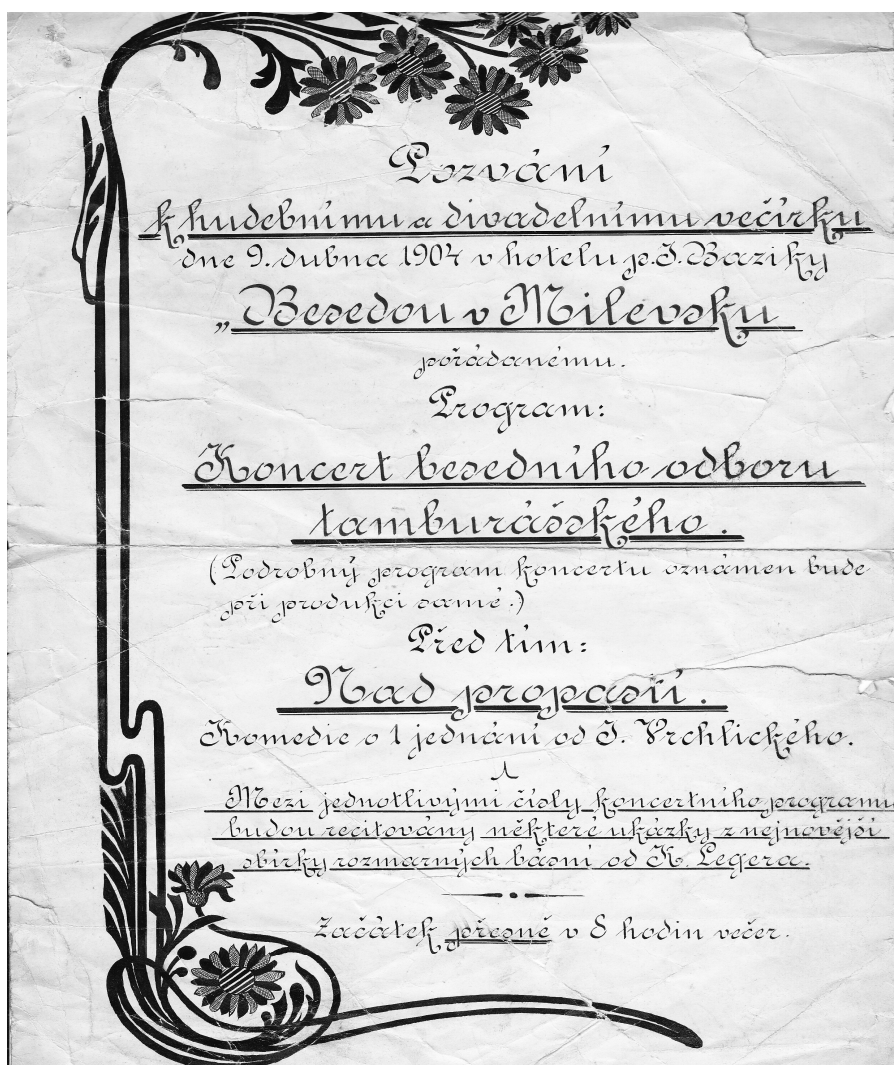 Pozvání
k hudebnímu a divadelnímu večírku
dne 9. dubna 1904 v hotelu p. J. Baziky
„Besedou v Milevsku
pořádanému.
Program:
Koncert besedního odboru
tamburášského.
(Podrobný program koncertu oznámen bude
při produkci samé.)
Před tím:
Nad propastí.
Komedie o 1 jednání od J. Vrchlického.
Mezi jednotlivými čísly koncertního programu
budou recitovány některé ukázky z nejnovější
sbírky rozmarných básní od K. Legera.
Začátek přesně v 8 hodin večer.